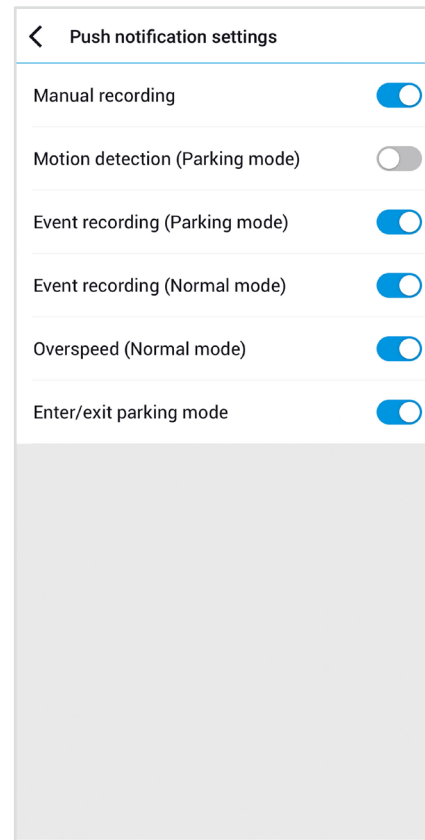 Push notification settings
Manual recording
Motion detection (Parking mode)
Event recording (Parking mode)
Event recording (Normal mode)
Overspeed (Normal mode)
Enter/exit parking mode